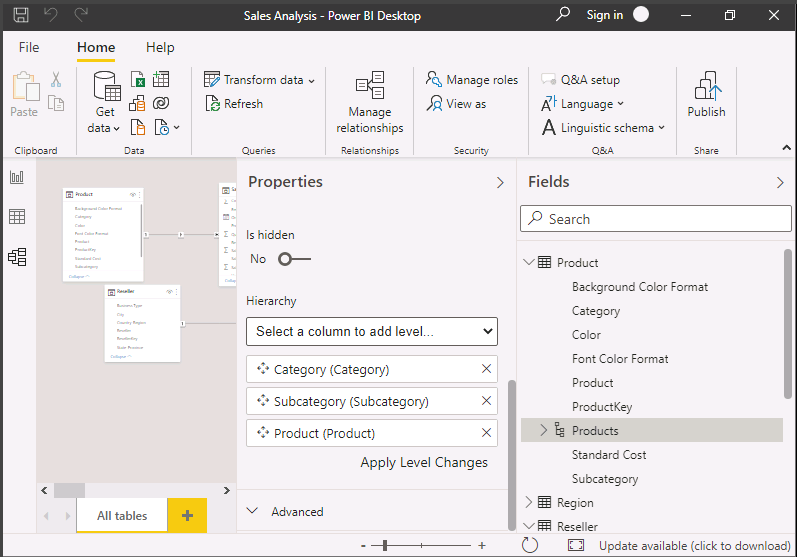 Sales Analysis - Power BI Desktop
Sign in
File Home Help
Paste
Get data
Transform data
Refresh
Manage relationships
Manage roles
View as
Q&A setup
Language
Linguistic schema
Publish
Clipboard Data Queries Relationships Security Q&A Share
Product
Background Color Format
Category
Color
Font Color Format
Product
ProductKey
Standard Cost
Subcategory
Collapse
Reseller
Business Type
City
Country-Region
Reseller
ResellerKey
State-Province
Collapse
All tables
Properties
Is hidden
No
Hierarchy
Select a column to add level...
Category (Category)
Subcategory (Subcategory)
Product (Product)
Apply Level Changes
Advanced
Fields
Search
Product
Background Color Format
Category
Color
Font Color Format
Product
ProductKey
Products
Standard Cost
Subcategory
Region
Reseller
Update available (click to download)